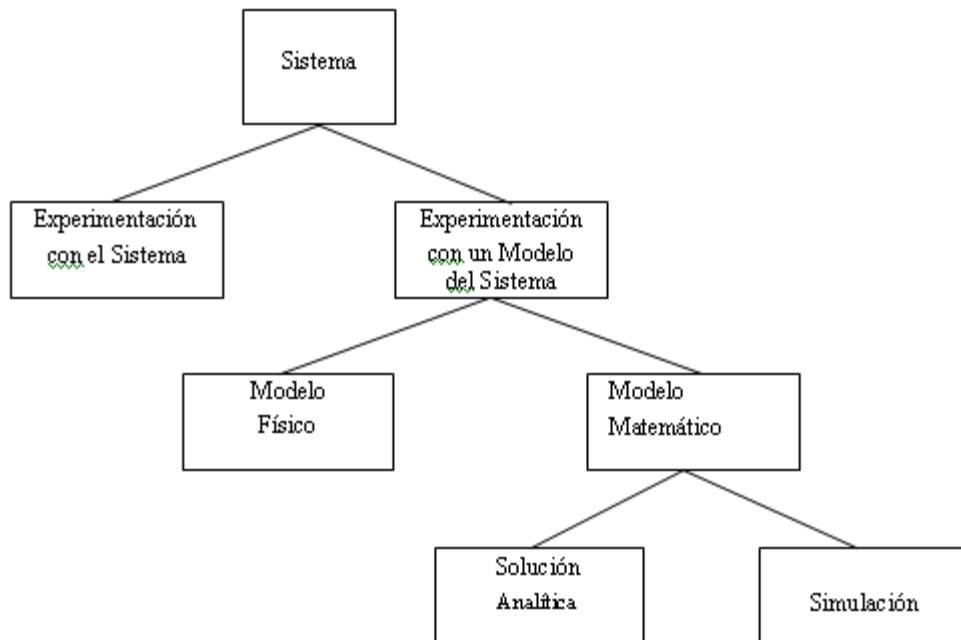 Sistema
Experimentación
con el Sistema
Experimentación
con un Modelo
del Sistema
Modelo
Físico
Modelo
Matemático
Solución
Analítica
Simulación